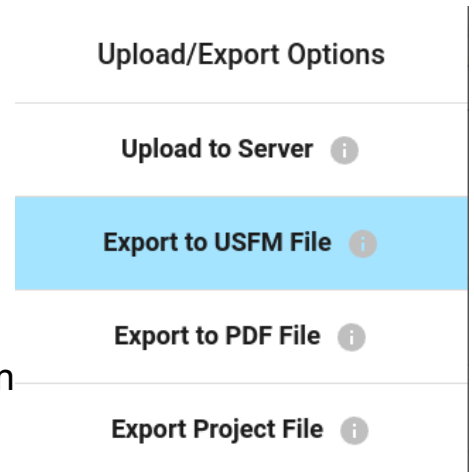 Upload/Export Options
Upload to Server
Export to USFM File
Export to PDF File
Export Project File